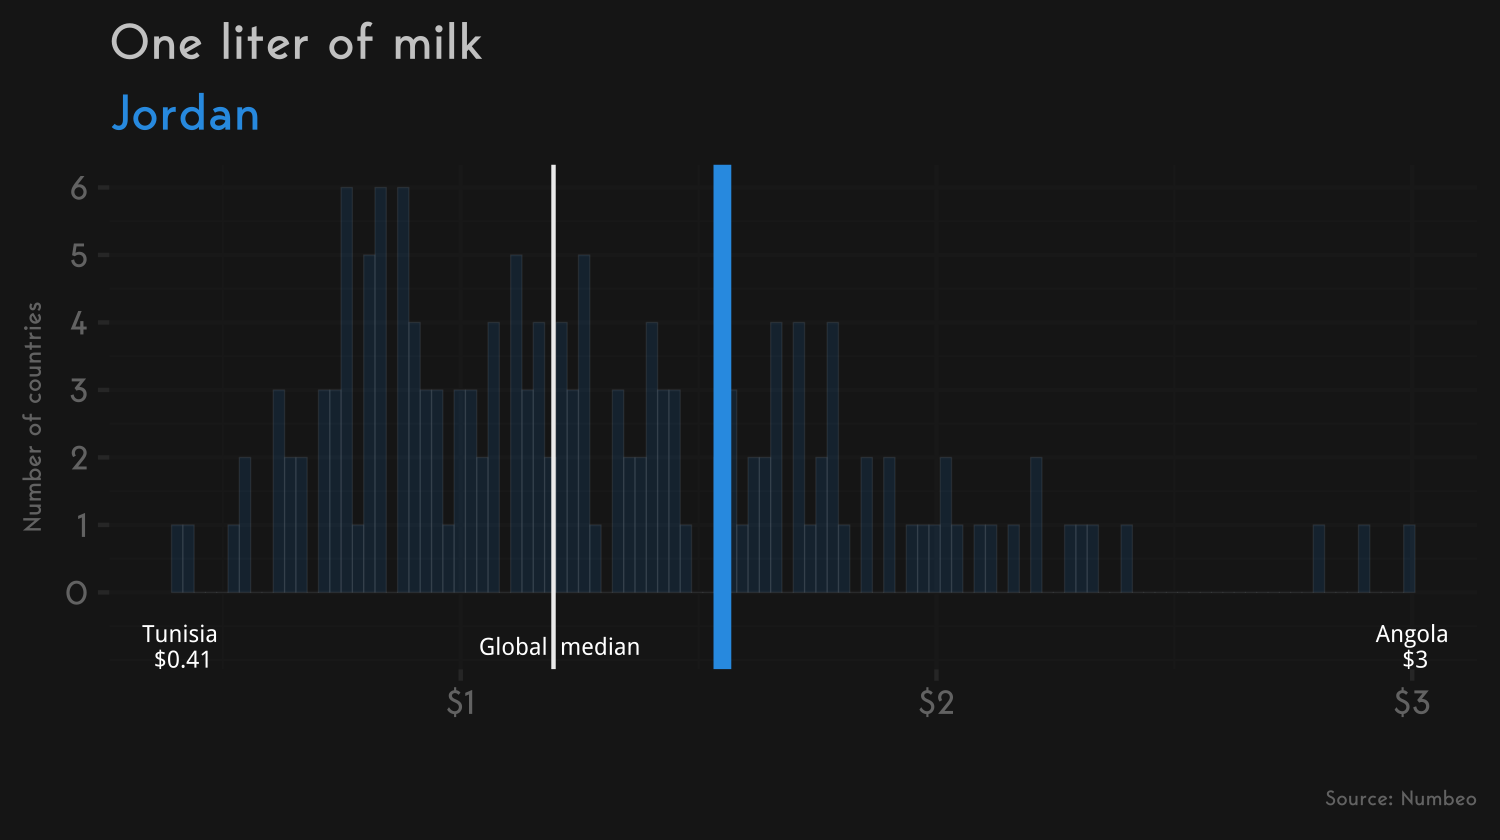 One liter of milk
Jordan
Number of countries
6
5
4
3
2
1
0
Tunisia
$0.41
Global median
Angola
$3
$1
$2
$3
Source: Numbeo